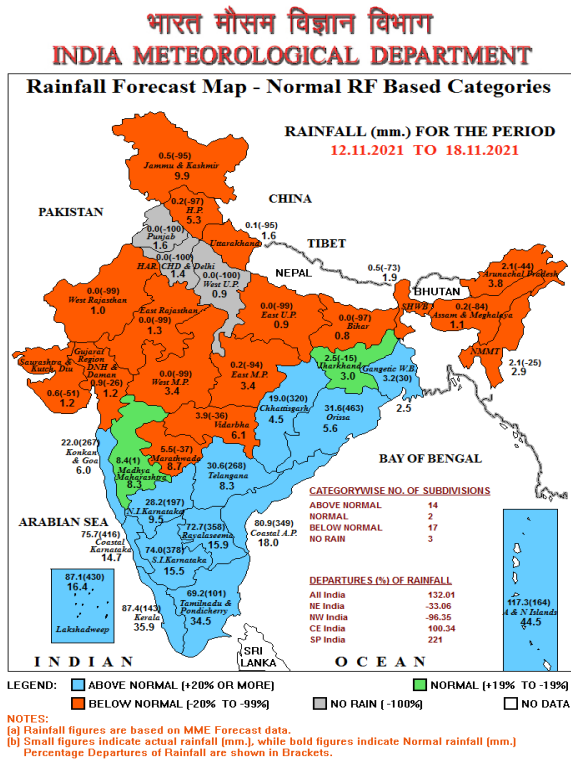 भारत मौसम विज्ञान विभाग
INDIA METEOROLOGICAL DEPARTMENT
Rainfall Forecast Map - Normal RF Based Categories
RAINFALL (mm.) FOR THE PERIOD
12.11.2021 TO 18.11.2021
0.5(-95)
Jammu & Kashmir
9.9
0.2(-97)
H.P.
5.3
CHINA
PAKISTAN
0.0(-100)
Punjab
1.6
0.1(-95)
1.6
Uttarakhand
TIBET
0.0(-100)
HAR. CHD & Delhi
1.4
NEPAL
0.0(-100)
West U.P.
0.9
0.5(-73)
1.9
BHUTAN
2.1(-44)
Arunachal Pradesh
3.8
0.0(-99)
West Rajasthan
1.0
East Rajasthan
0.0(-99)
1.3
0.0(-99)
East U.P.
0.9
0.0(-97)
Bihar
0.8
SHWB
0.2(-84)
Assam & Meghalaya
1.1
NMMT
2.1(-25)
2.9
Saurashtra &
Kutch, Diu
0.6(-51)
1.2
Gujarat
Region
DNH &
Daman
0.9(-26)
1.2
0.0(-99)
West M.P.
3.4
0.2(-94)
East M.P.
3.4
2.5(-15)
Jharkhand
3.0
Gangetic W.B.
3.2(30)
2.5
19.0(320)
Chhattisgarh
4.5
31.6(463)
Orissa
5.6
3.9(-36)
Vidarbha
6.1
22.0(267)
Konkan
& Goa
6.0
8.4(1)
Madhya
Maharashtra
8.3
5.5(-37)
Marathwada
8.7
30.6(268)
Telangana
8.3
BAY OF BENGAL
ARABIAN SEA
28.2(197)
N.I.Karnataka
9.5
72.7(358)
Rayalaseema
15.9
80.9(349)
Coastal A.P.
18.0
75.7(416)
Coastal
Karnataka
14.7
74.0(378)
S.I.Karnataka
15.5
87.1(430)
16.4
Lakshadweep
87.4(143)
Kerala
35.9
69.2(101)
Tamilnadu &
Pondicherry
34.5
117.3(164)
A & N Islands
44.5
CATEGORYWISE NO. OF SUBDIVISIONS
ABOVE NORMAL 14
NORMAL 2
BELOW NORMAL 17
NO RAIN 3
DEPARTURES (%) OF RAINFALL
All India 132.01
NE India -33.06
NW India -96.35
CE India 100.34
SP India 221
SRI
LANKA
INDIAN OCEAN
LEGEND: ABOVE NORMAL (+20% OR MORE) NORMAL (+19% TO -19%)
BELOW NORMAL (-20% TO -99%) NO RAIN ( -100%) NO DATA
NOTES:
(a) Rainfall figures are based on MME Forecast data.
(b) Small figures indicate actual rainfall (mm.), while bold figures indicate Normal rainfall (mm.)
Percentage Departures of Rainfall are shown in Brackets.